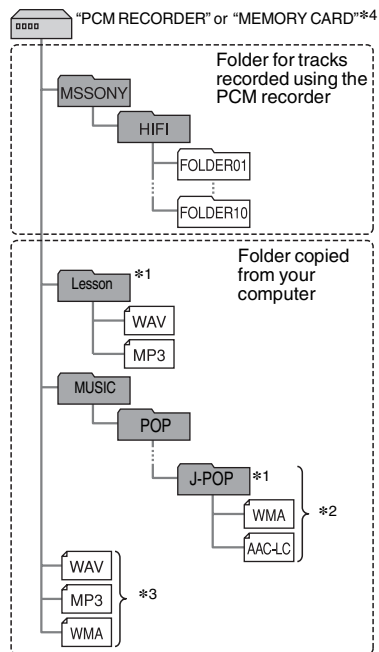 “PCM RECORDER” or “MEMORY CARD”*4
Folder for tracks
recorded using the
PCM recorder
MSSONY
HIFI
FOLDER01
FOLDER10
Folder copied
from your
computer
Lesson *1
WAV
MP3
MUSIC
POP
J-POP *1
WMA
*2
AAC-LC
WAV
MP3 *3
WMA